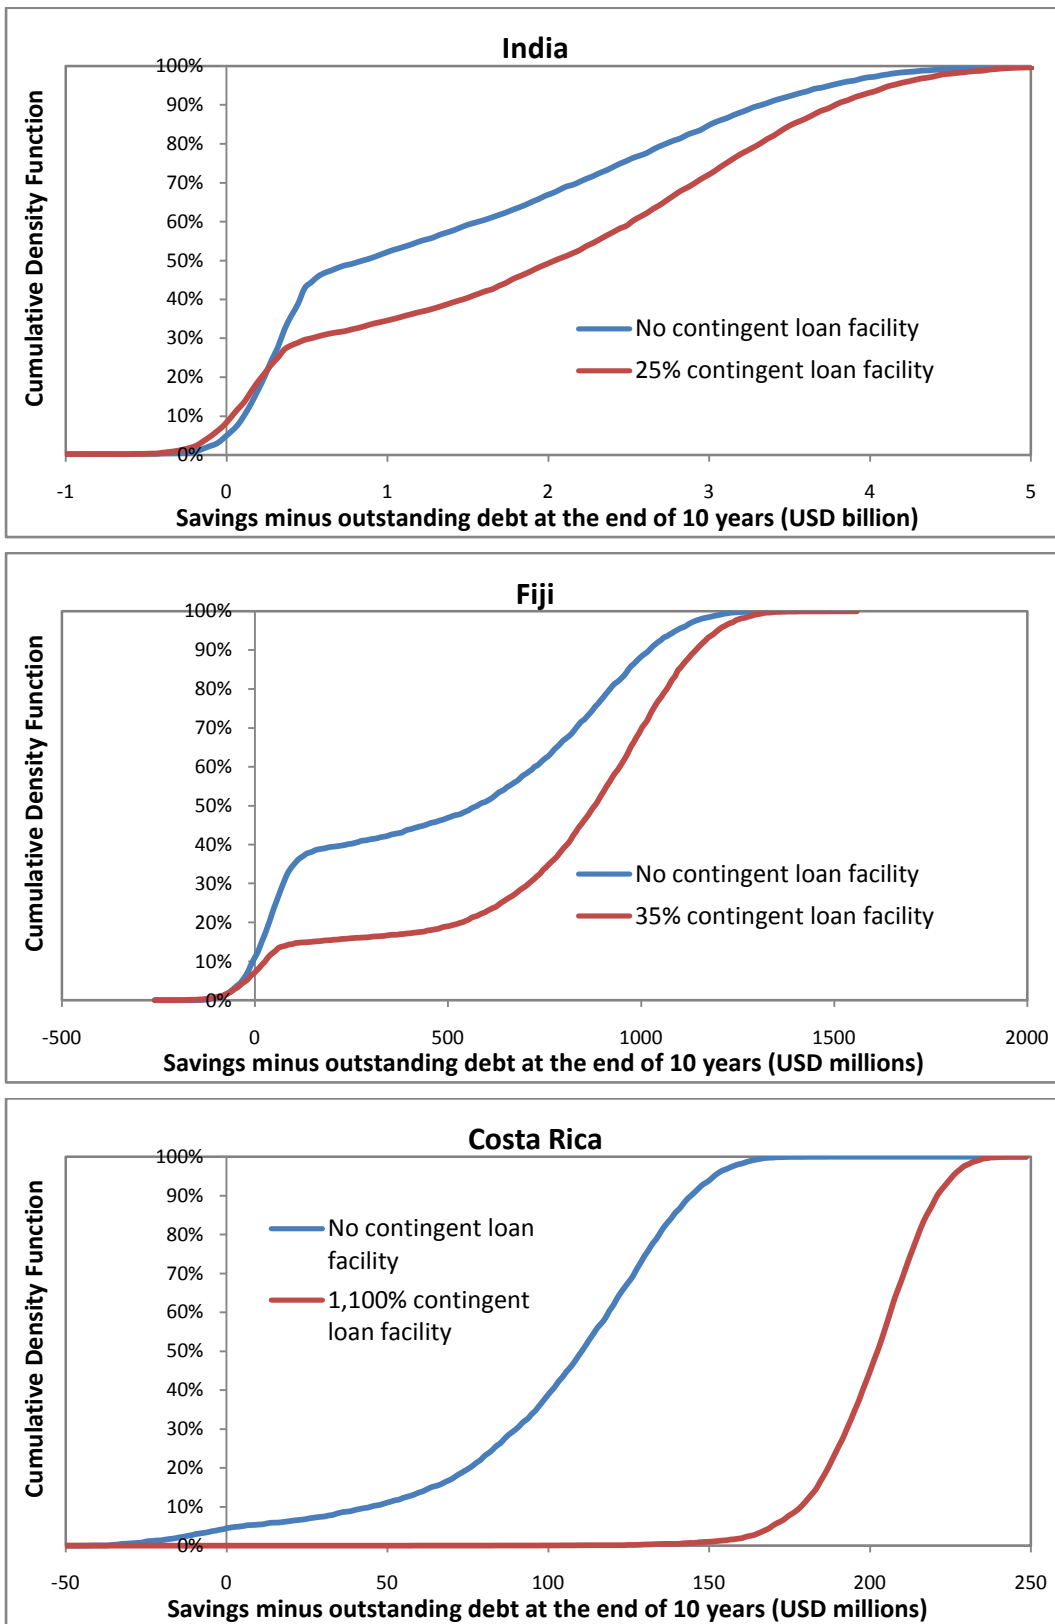 India
Cumulative Density Function
100%
90%
80%
70%
60%
50%
40%
30%
20%
10%
0%
No contingent loan facility
25% contingent loan facility
-1 0 1 2 3 4 5
Savings minus outstanding debt at the end of 10 years (USD billion)
Fiji
Cumulative Density Function
100%
90%
80%
70%
60%
50%
40%
30%
20%
10%
0%
No contingent loan facility
35% contingent loan facility
-500 0 500 1000 1500 2000
Savings minus outstanding debt at the end of 10 years (USD millions)
Costa Rica
Cumulative Density Function
100%
90%
80%
70%
60%
50%
40%
30%
20%
10%
0%
No contingent loan
facility
1,100% contingent
loan facility
-50 0 50 100 150 200 250
Savings minus outstanding debt at the end of 10 years (USD millions)